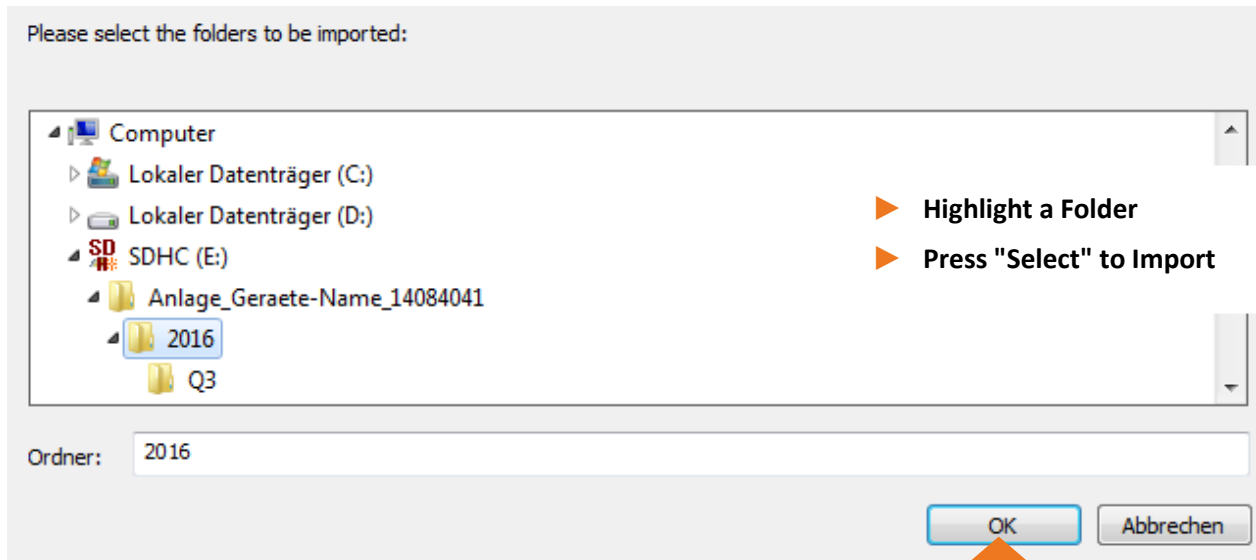 Please select the folders to be imported:
Computer
Lokaler Datenträger (C:)
Lokaler Datenträger (D:)
Highlight a Folder
SD SDHC (E:)
Press "Select" to Import
Anlage_Geraete-Name_14084041
2016
Q3
Ordner: 2016
OK Abbrechen